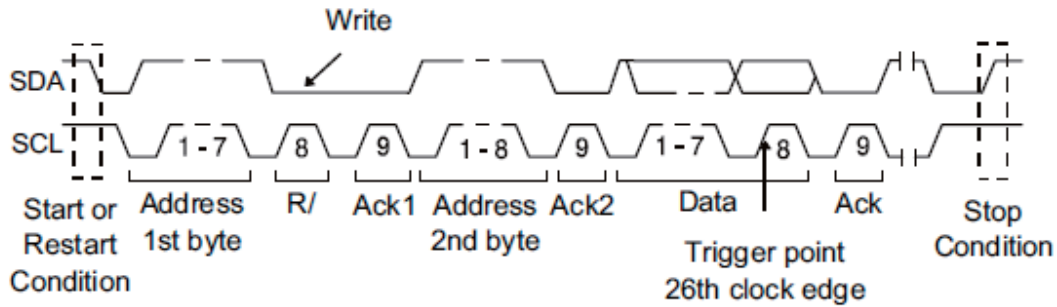 Write
SDA
SCL
1 - 7
8
9
1 - 8
9
1 - 7
8
9
Start or
Restart
Condition
Address
1st byte
R/
Ack1
Address
2nd byte
Ack2
Data
Ack
Stop
Condition
Trigger point
26th clock edge